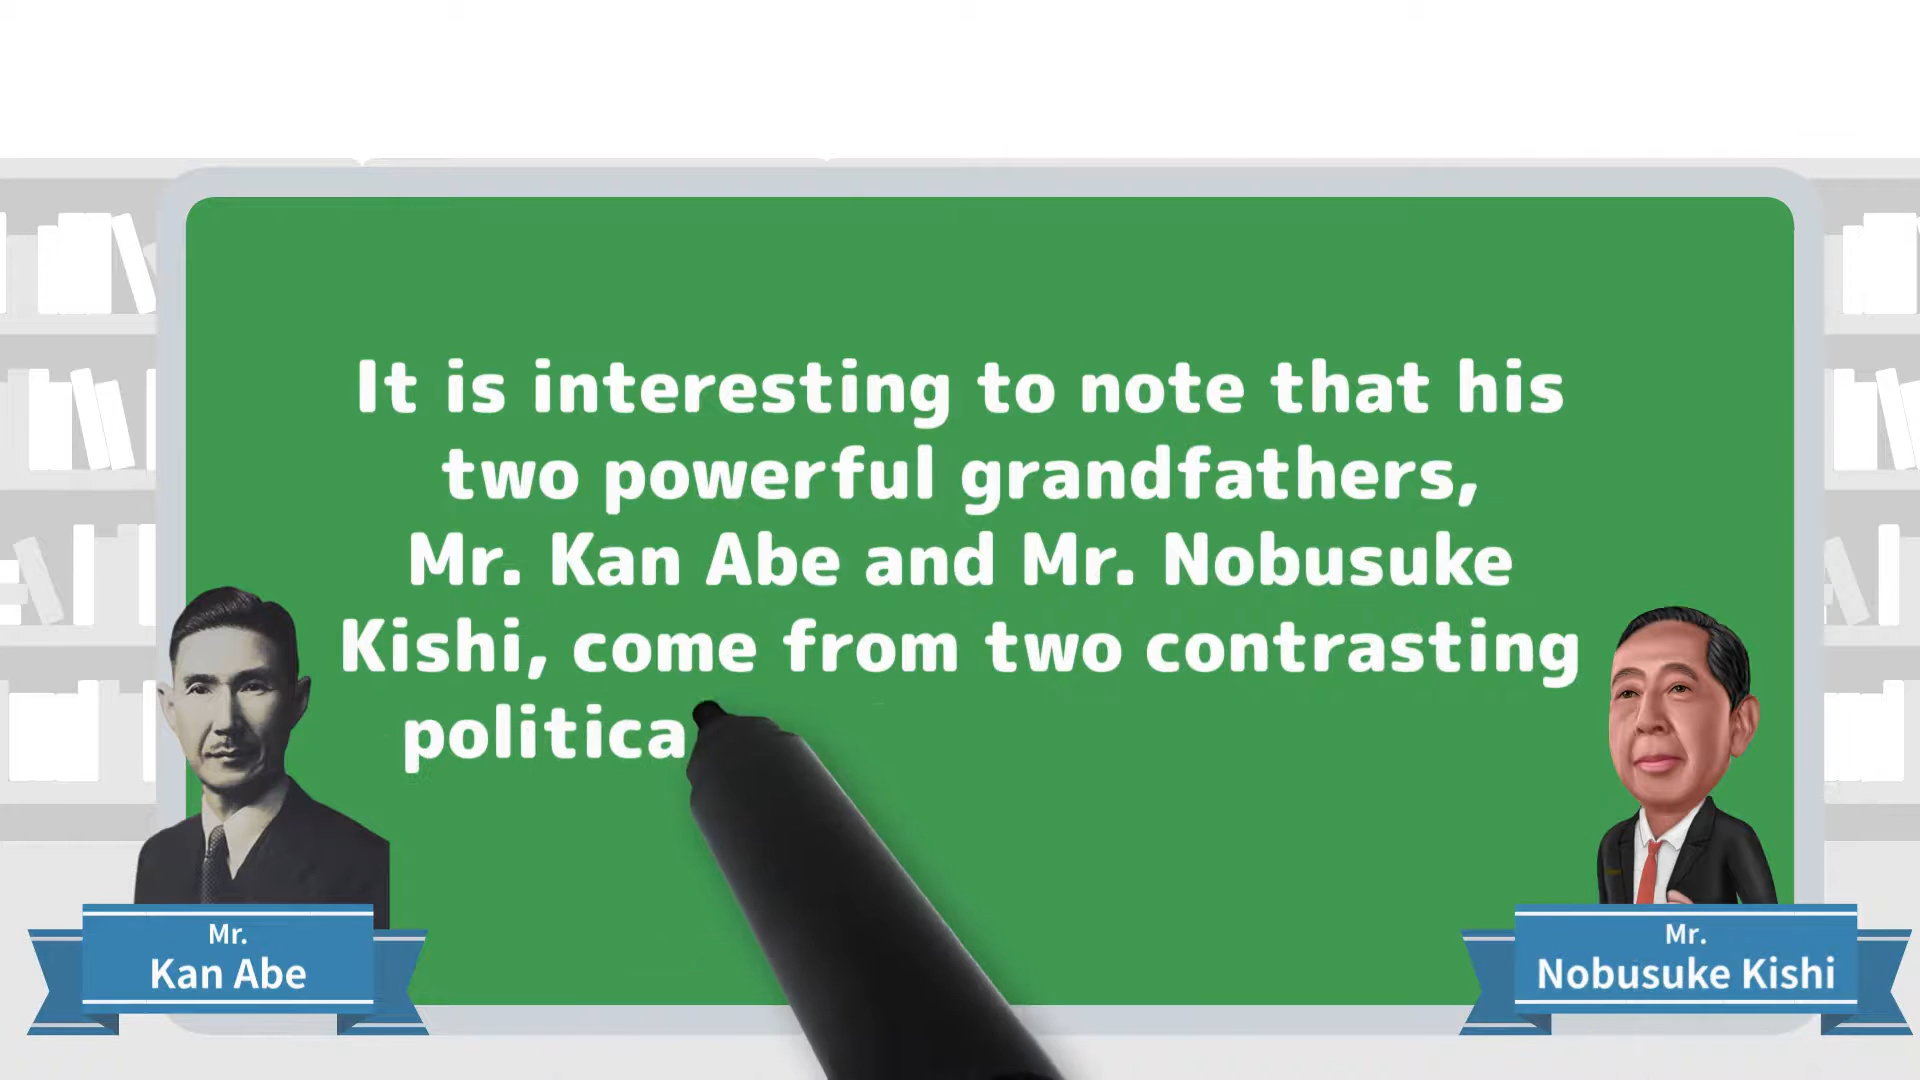 It is interesting to note that his
two powerful grandfathers,
Mr. Kan Abe and Mr. Nobusuke
Kishi, come from two contrasting
politica
Mr.
Kan Abe
Mr.
Nobusuke Kishi